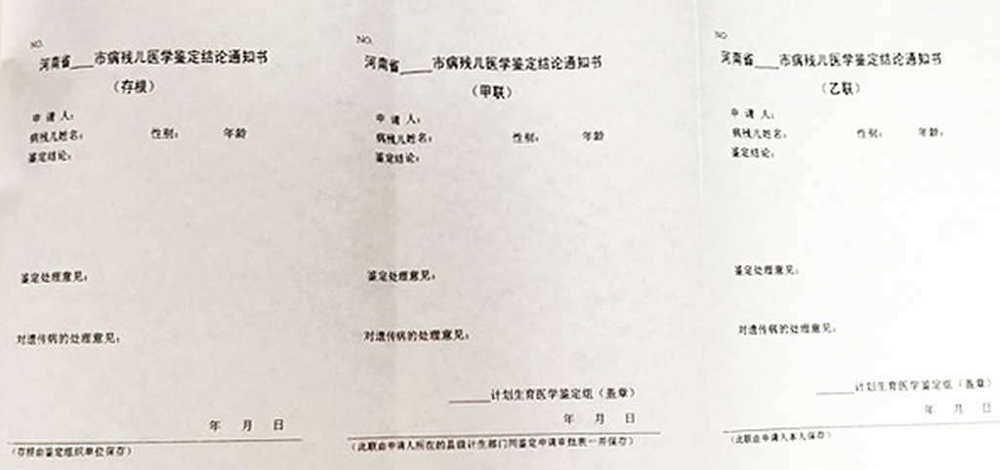 NO.
河南省____市病残儿医学鉴定结论通知书
（存根）
申 请 人：
病残儿姓名： 性别： 年龄
鉴定结论：
鉴定处理意见：
对遗传病的处理意见：
年 月 日
（存根由鉴定组织单位保存）
NO.
河南省____市病残儿医学鉴定结论通知书
（甲联）
申 请 人：
病残儿姓名： 性别： 年龄
鉴定结论：
鉴定处理意见：
对遗传病的处理意见：
______计划生育医学鉴定组（盖章）
年 月 日
（此联由申请人所在的县级计生部门同鉴定申请审批表一并保存）
NO.
河南省____市病残儿医学鉴定结论通知书
（乙联）
申 请 人：
病残儿姓名： 性别： 年龄：
鉴定结论：
鉴定处理意见：
对遗传病的处理意见：
______计划生育医学鉴定组（盖章）
年 月 日
（此联由申请人本人保存）